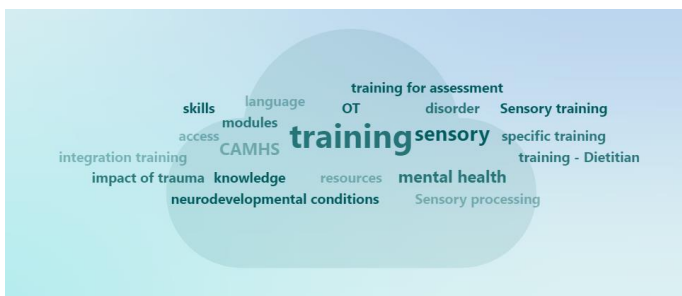 training for assessment
skills language OT disorder Sensory training
modules
access CAMHS training sensory specific training
integration training training - Dietitian
impact of trauma knowledge resources mental health
neurodevelopmental conditions Sensory processing